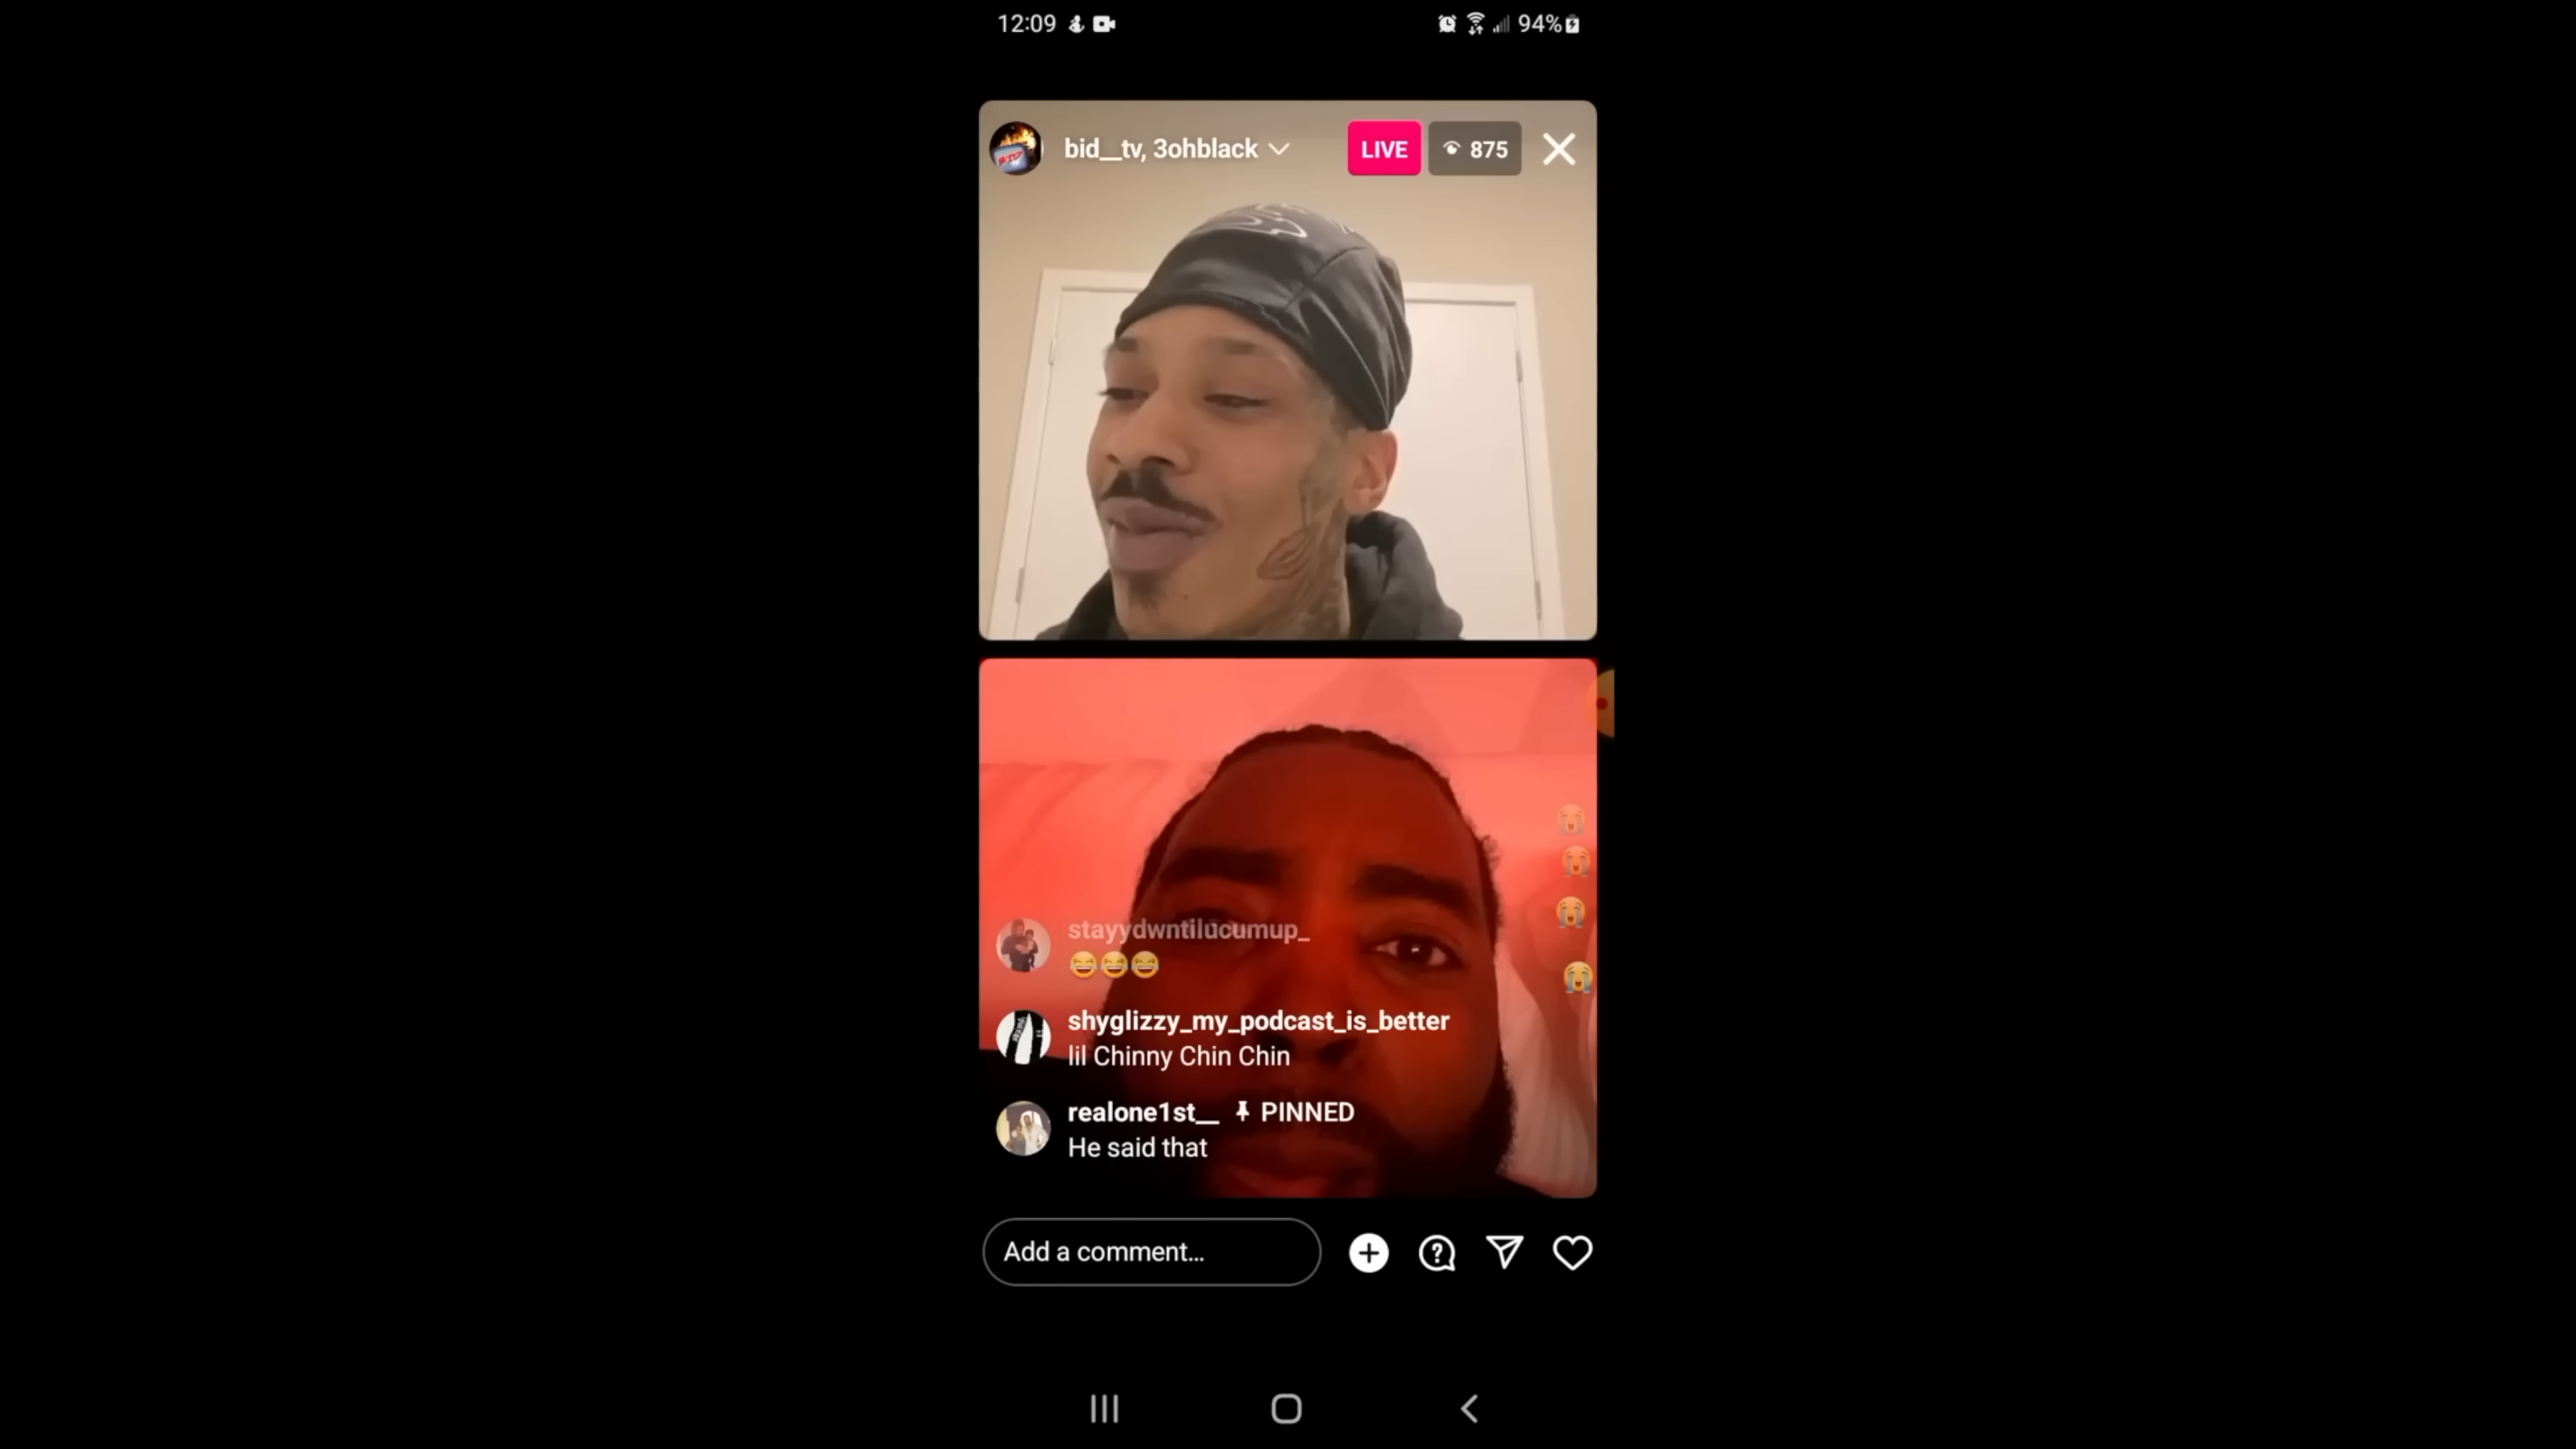 12:09
94%
bid__tv, 3ohblack
LIVE
875
stayydwntilucumup_
😂😂😂
shyglizzy_my_podcast_is_better
lil Chinny Chin Chin
realone1st__ PINNED
He said that
Add a comment…